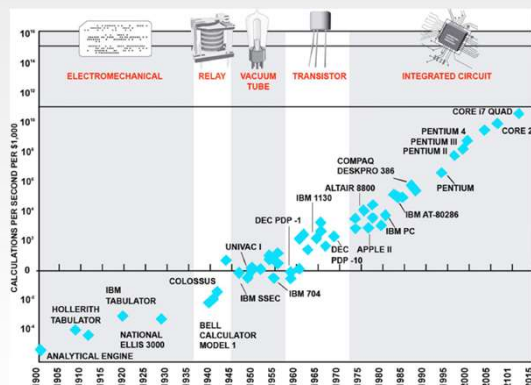 ELECTROMECHANICAL
RELAY
VACUUM
TUBE
TRANSISTOR
INTEGRATED CIRCUIT
CALCULATIONS PER SECOND PER $1,000
CORE i7 QUAD
PENTIUM 4
CORE 2
PENTIUM III
PENTIUM II
COMPAQ
DESKPRO 386
PENTIUM
ALTAIR 8800
IBM 1130
IBM AT-80286
DEC PDP -1
IBM PC
UNIVAC I
DEC
PDP -10
APPLE II
COLOSSUS
IBM
TABULATOR
IBM SSEC
IBM 704
HOLLERITH
TABULATOR
NATIONAL
ELLIS 3000
BELL
CALCULATOR
MODEL 1
ANALYTICAL ENGINE
1900
1905
1910
1915
1920
1925
1930
1935
1940
1945
1950
1955
1960
1965
1970
1975
1980
1985
1990
1995
2000
2005
2010